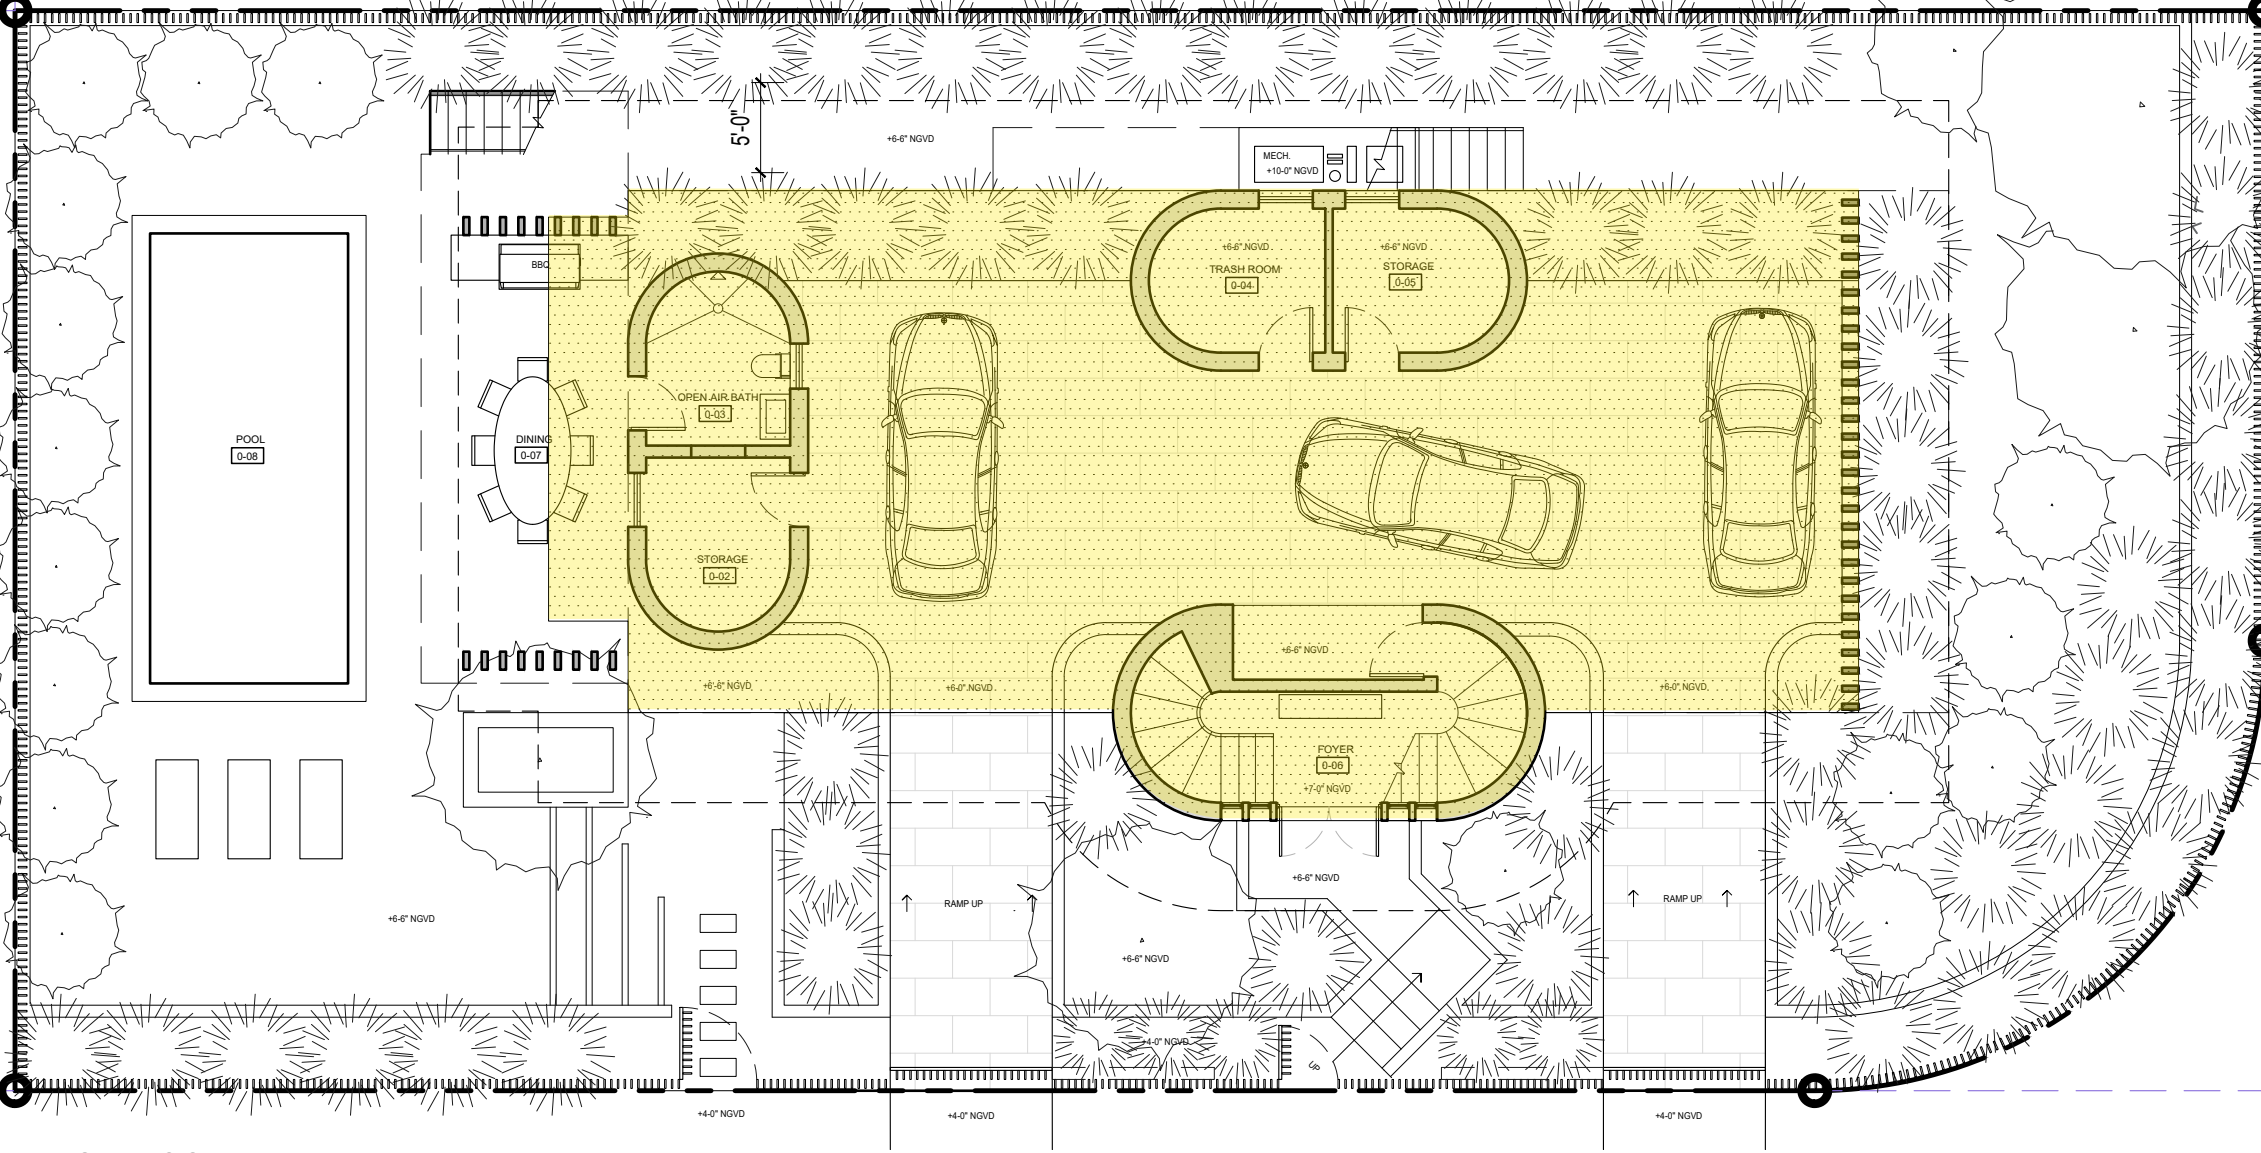 5'-0"
+6-6" NGVD
MECH.
+10-0" NGVD
+6-6" NGVD
+6-6" NGVD
TRASH ROOM
0-04
STORAGE
0-05
BBQ
OPEN AIR BATH
0-03
POOL
0-08
DINING
0-07
STORAGE
0-02
+6-6" NGVD
+6'-6" NGVD
+6-0" NGVD
+6-0" NGVD
FOYER
0-06
+7-0" NGVD
+6-6" NGVD
RAMP UP
RAMP UP
+6-6" NGVD
+6-6" NGVD
+4-0" NGVD
UP
+4-0" NGVD
+4-0" NGVD
+4-0" NGVD